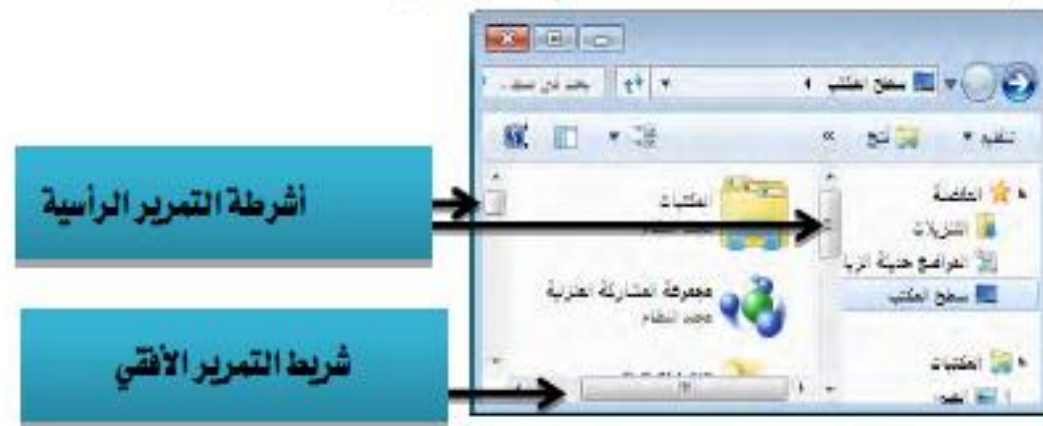 سطح المكتب
تنظيم
فتح
»
أشرطة التمرير الرأسية
المفضلة
التنزيلات
المواضع حديثة
سطح المكتب
المكتبات
المكتبات
مجلد النظام
مجموعة المشاركة المنزلية
مجلد النظام
شريط التمرير الأفقي